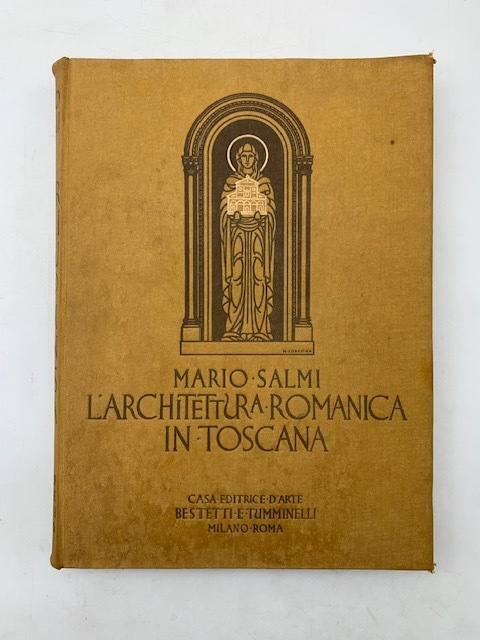 MARIO·SALMI
L'ARCHITETTURA·ROMANICA
IN·TOSCANA
CASA·EDITRICE·D'ARTE
BESTETTI·E·TUMMINELLI
MILANO·ROMA